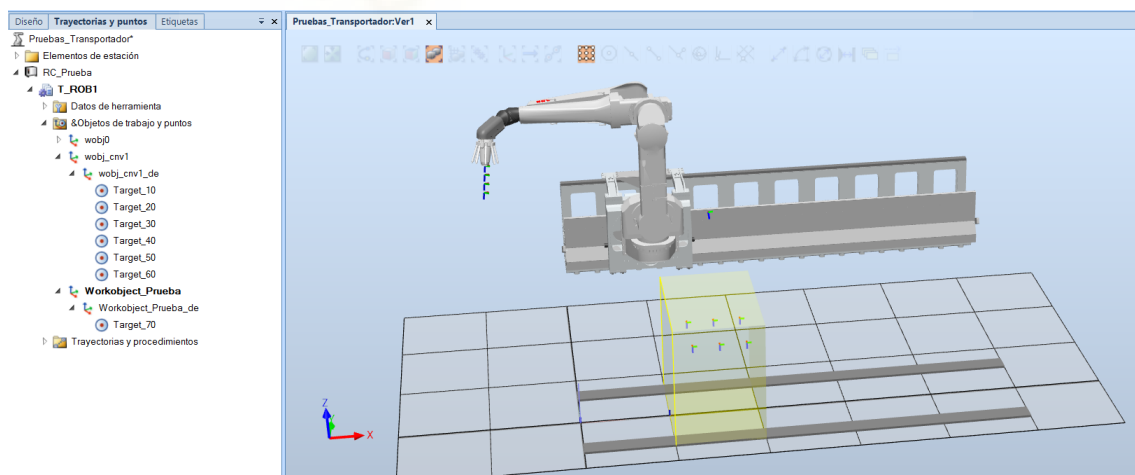 Diseño Trayectorias y puntos Etiquetas
Pruebas_Transportador:Ver1
Pruebas_Transportador*
Elementos de estación
RC_Prueba
T_ROB1
Datos de herramienta
&Objetos de trabajo y puntos
wobj0
wobj_cnv1
wobj_cnv1_de
Target_10
Target_20
Target_30
Target_40
Target_50
Target_60
Workobject_Prueba
Workobject_Prueba_de
Target_70
Trayectorias y procedimientos
Z
X